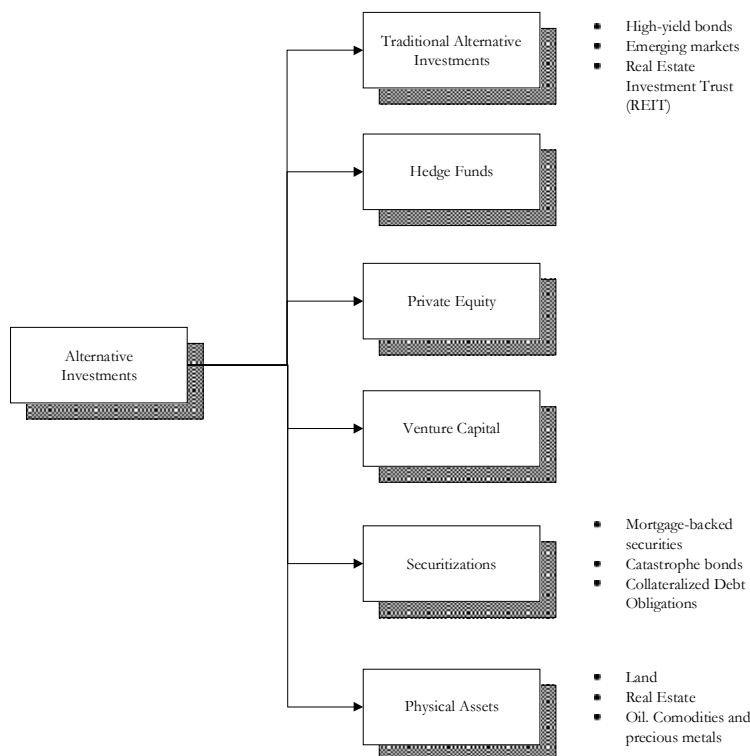 Traditional Alternative
Investments
High-yield bonds
Emerging markets
Real Estate
Investment Trust
(REIT)
Hedge Funds
Private Equity
Alternative
Investments
Venture Capital
Securitizations
Mortgage-backed
securities
Catastrophe bonds
Collateralized Debt
Obligations
Physical Assets
Land
Real Estate
Oil. Comodities and
precious metals